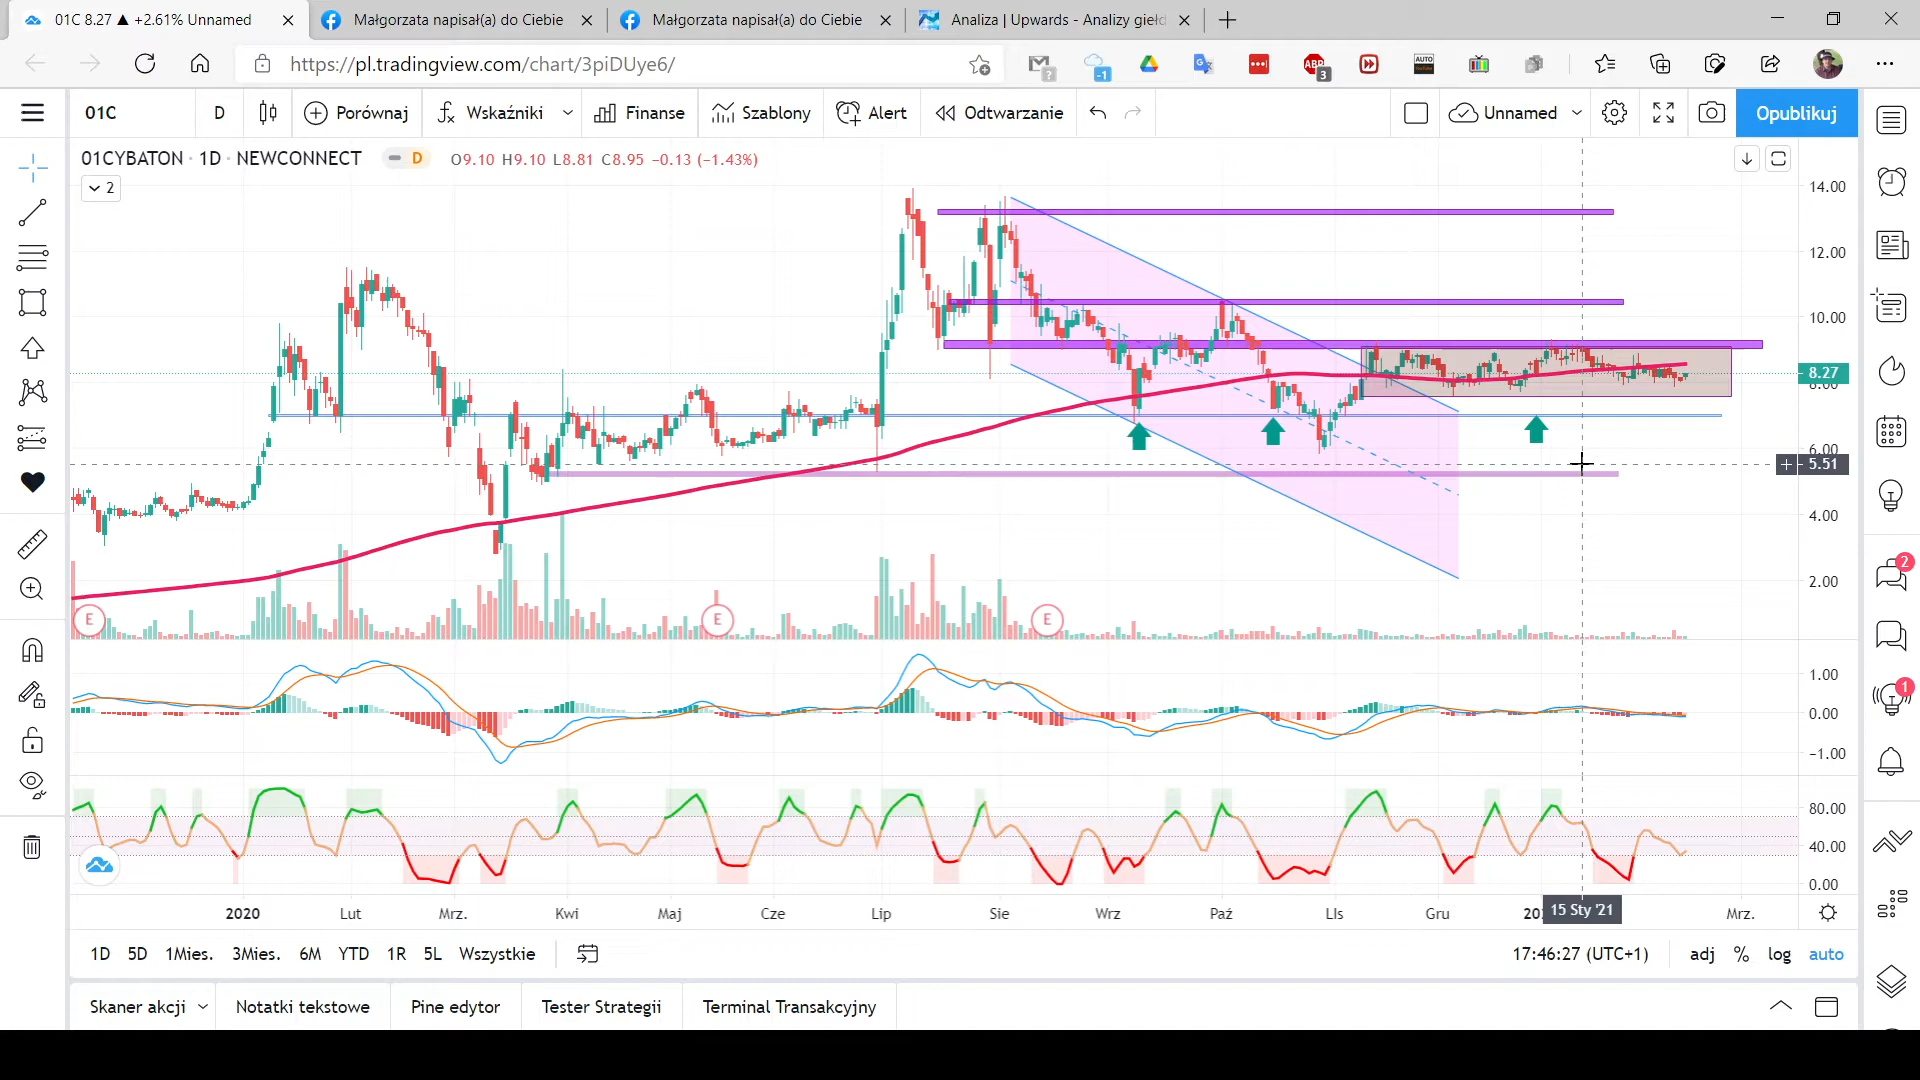 01C 8.27 ▲ +2.61% Unnamed
Małgorzata napisał(a) do Ciebie
Małgorzata napisał(a) do Ciebie
Analiza | Upwards - Analizy giełd
https://pl.tradingview.com/chart/3piDUye6/
?
-1
ABP
3
AUTO
01C
D
Porównaj
Wskaźniki
Finanse
Szablony
Alert
Odtwarzanie
Unnamed
Opublikuj
01CYBATON · 1D · NEWCONNECT
D
O9.10 H9.10 L8.81 C8.95 −0.13 (−1.43%)
2
14.00
12.00
10.00
8.27
8.00
6.00
5.51
4.00
2.00
E
E
E
2
1
1.00
0.00
−1.00
80.00
40.00
0.00
2020
Lut
Mrz.
Kwi
Maj
Cze
Lip
Sie
Wrz
Paź
LIs
Gru
15 Sty '21
Mrz.
1D
5D
1Mies.
3Mies.
6M
YTD
1R
5L
Wszystkie
17:46:27 (UTC+1)
adj
%
log
auto
Skaner akcji
Notatki tekstowe
Pine edytor
Tester Strategii
Terminal Transakcyjny